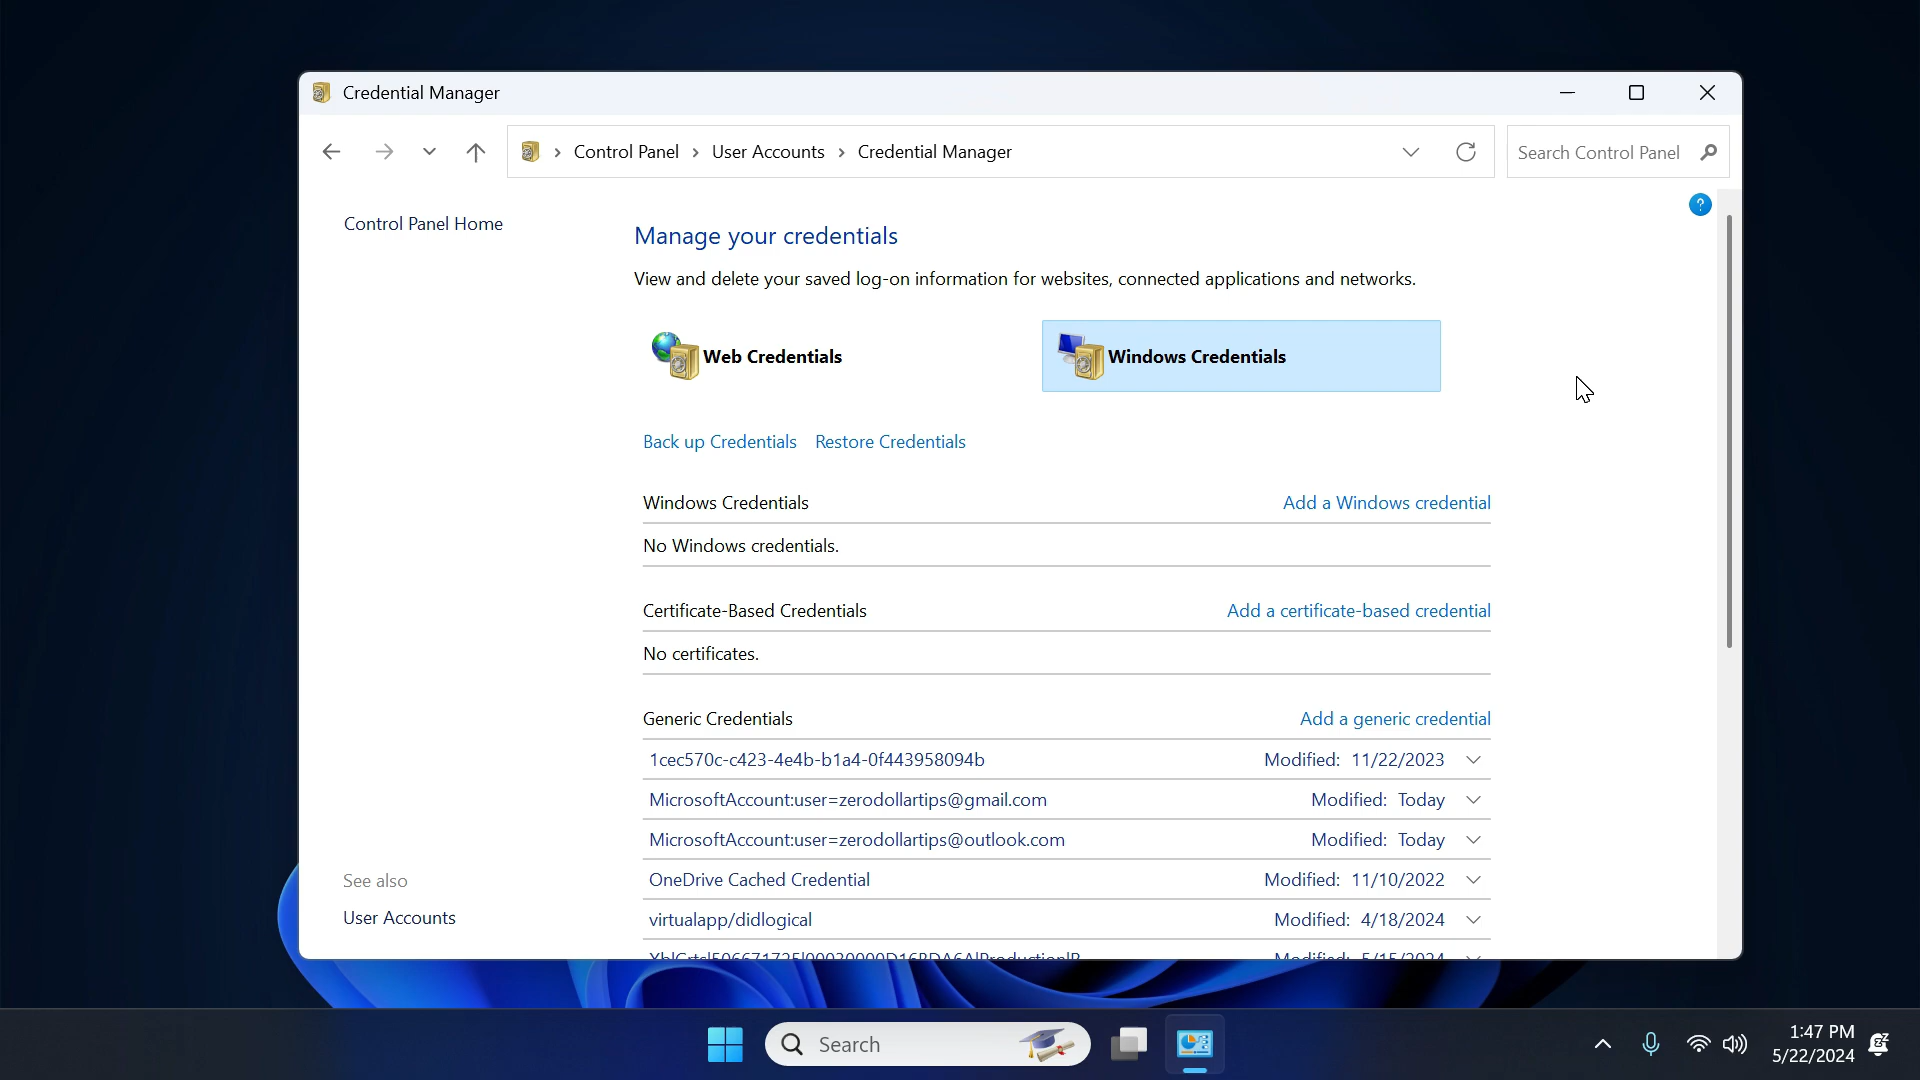 Credential Manager
Control Panel > User Accounts > Credential Manager
Search Control Panel
?
Control Panel Home
Manage your credentials
View and delete your saved log-on information for websites, connected applications and networks.
Web Credentials
Windows Credentials
Back up Credentials Restore Credentials
Windows Credentials Add a Windows credential
No Windows credentials.
Certificate-Based Credentials Add a certificate-based credential
No certificates.
Generic Credentials Add a generic credential
1cec570c-c423-4e4b-b1a4-0f443958094b Modified: 11/22/2023
MicrosoftAccount:user=zerodollartips@gmail.com Modified: Today
MicrosoftAccount:user=zerodollartips@outlook.com Modified: Today
OneDrive Cached Credential Modified: 11/10/2022
virtualapp/didlogical Modified: 4/18/2024
Modified: 5/15/2024
See also
User Accounts
Search
1:47 PM
5/22/2024